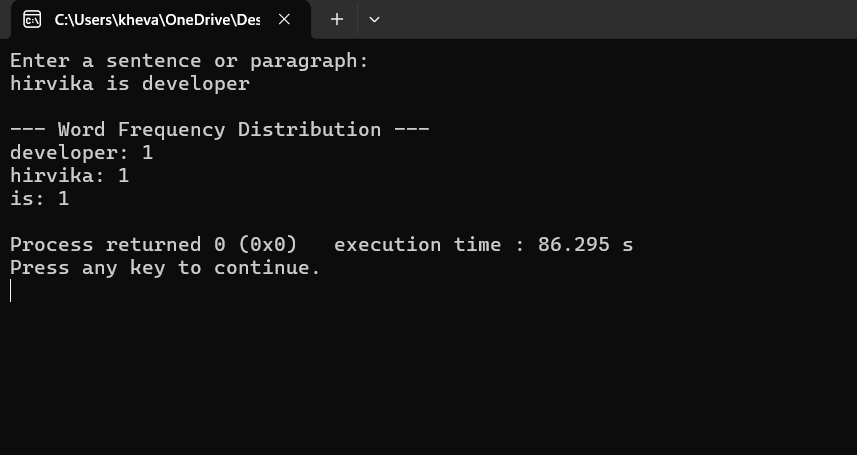 C:\Users\kheva\OneDrive\Des
Enter a sentence or paragraph:
hirvika is developer
--- Word Frequency Distribution ---
developer: 1
hirvika: 1
is: 1
Process returned 0 (0x0)   execution time : 86.295 s
Press any key to continue.